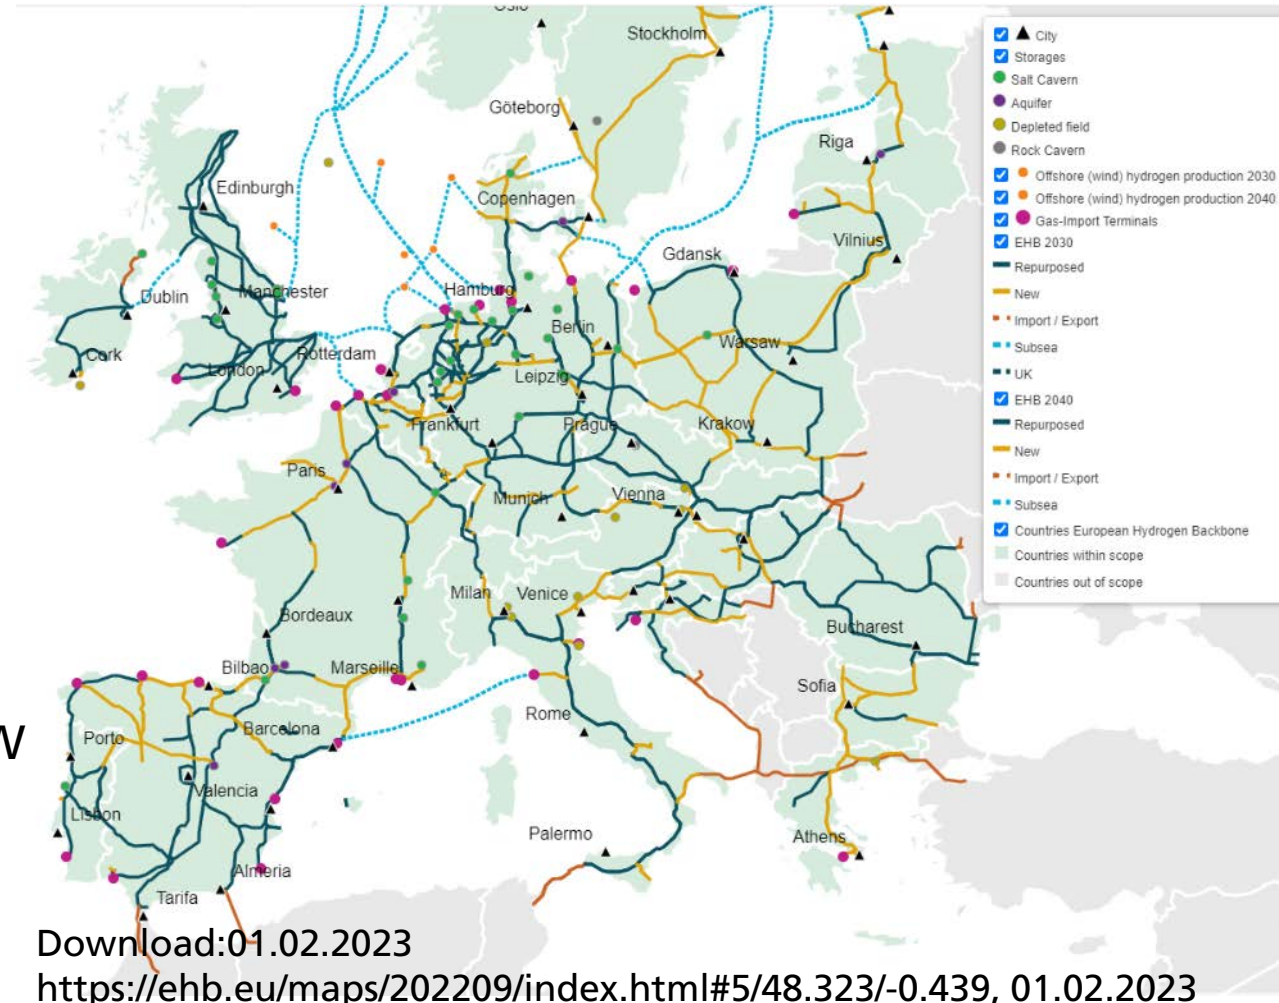 Oslo
Stockholm
Göteborg
Riga
Edinburgh
Copenhagen
Vilnius
Gdansk
Dublin
Manchester
Hamburg
Berlin
Warsaw
Cork
London
Rotterdam
Leipzig
Frankfurt
Prague
Krakow
Paris
Munich
Vienna
Milan
Venice
Bordeaux
Bucharest
Bilbao
Marseille
Sofia
Rome
Barcelona
Porto
w
Valencia
Lisbon
Palermo
Athens
Almeria
Tarifa
City
Storages
Salt Cavern
Aquifer
Depleted field
Rock Cavern
Offshore (wind) hydrogen production 2030
Offshore (wind) hydrogen production 2040
Gas-Import Terminals
EHB 2030
Repurposed
New
Import / Export
Subsea
UK
EHB 2040
Repurposed
New
Import / Export
Subsea
Countries European Hydrogen Backbone
Countries within scope
Countries out of scope
Download:01.02.2023
https://ehb.eu/maps/202209/index.html#5/48.323/-0.439, 01.02.2023